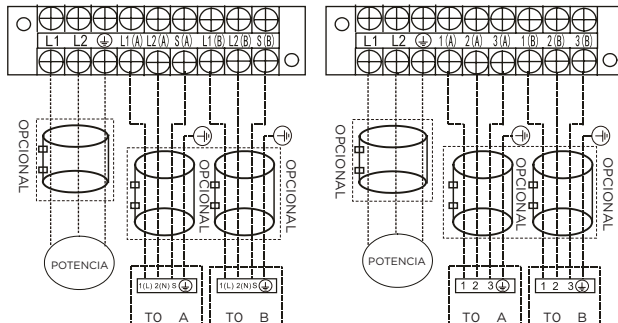 L1 L2 L1(A) L2(A) S(A) L1(B) L2(B) S(B)
OPCIONAL
OPCIONAL
OPCIONAL
POTENCIA
1(L) 2(N) S
1(L) 2(N) S
TO A
TO B
L1 L2 1(A) 2(A) 3(A) 1(B) 2(B) 3(B)
OPCIONAL
OPCIONAL
OPCIONAL
POTENCIA
1 2 3
1 2 3
TO A
TO B